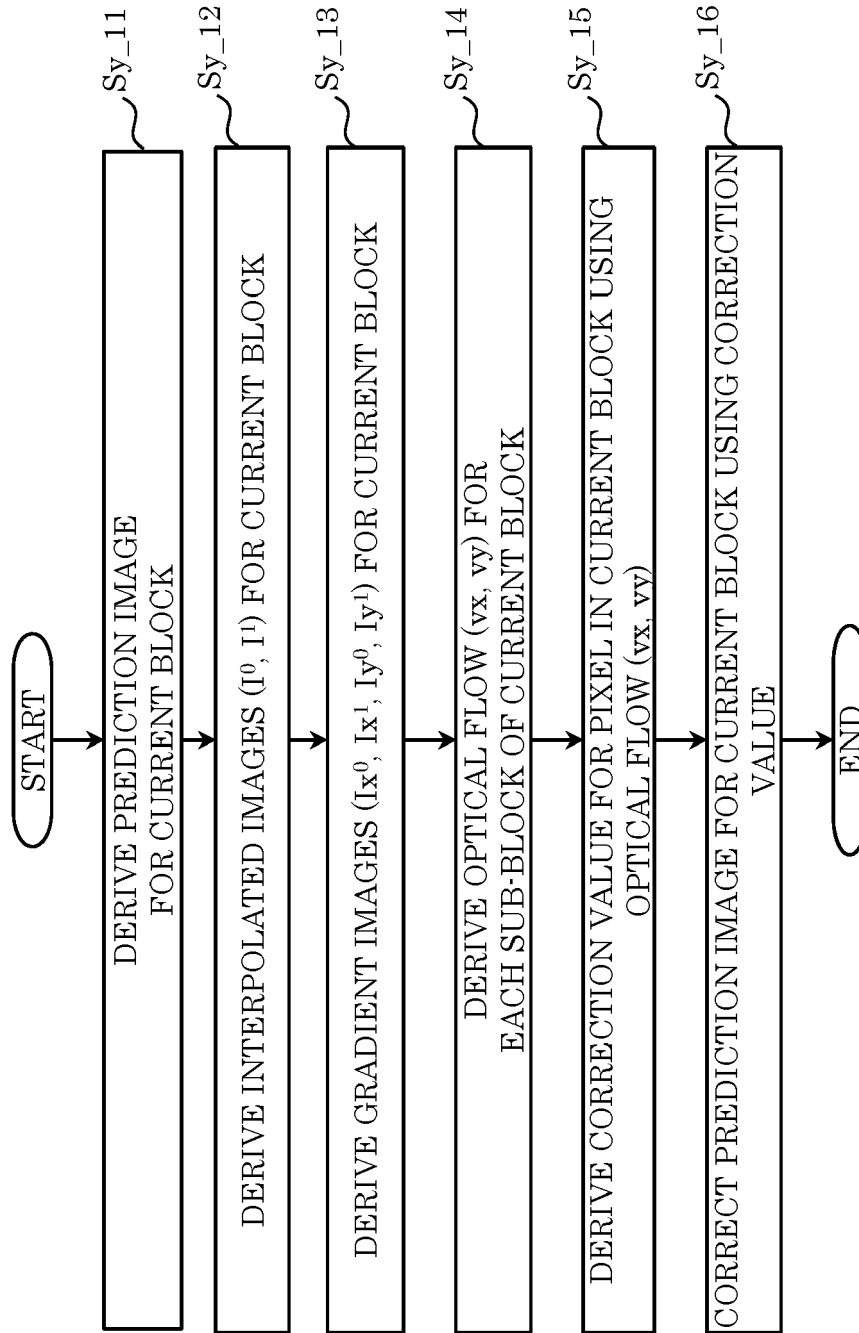 START
DERIVE PREDICTION IMAGE
FOR CURRENT BLOCK
Sy_11
DERIVE INTERPOLATED IMAGES (I⁰, I¹) FOR CURRENT BLOCK
Sy_12
DERIVE GRADIENT IMAGES (Ix⁰, Ix¹, Iy⁰, Iy¹) FOR CURRENT BLOCK
Sy_13
DERIVE OPTICAL FLOW (vx, vy) FOR
EACH SUB-BLOCK OF CURRENT BLOCK
Sy_14
DERIVE CORRECTION VALUE FOR PIXEL IN CURRENT BLOCK USING
OPTICAL FLOW (vx, vy)
Sy_15
CORRECT PREDICTION IMAGE FOR CURRENT BLOCK USING CORRECTION
VALUE
Sy_16
END